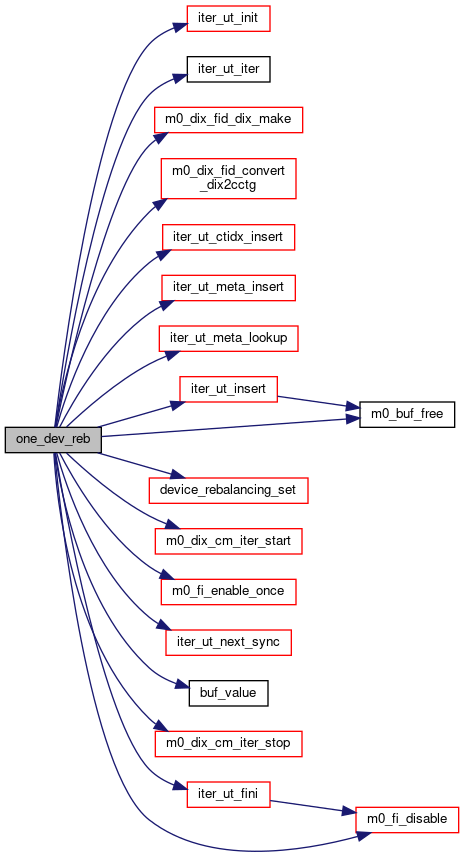 iter_ut_init
iter_ut_iter
m0_dix_fid_dix_make
m0_dix_fid_convert
_dix2cctg
iter_ut_ctidx_insert
iter_ut_meta_insert
iter_ut_meta_lookup
iter_ut_insert
m0_buf_free
one_dev_reb
device_rebalancing_set
m0_dix_cm_iter_start
m0_fi_enable_once
iter_ut_next_sync
buf_value
m0_dix_cm_iter_stop
iter_ut_fini
m0_fi_disable